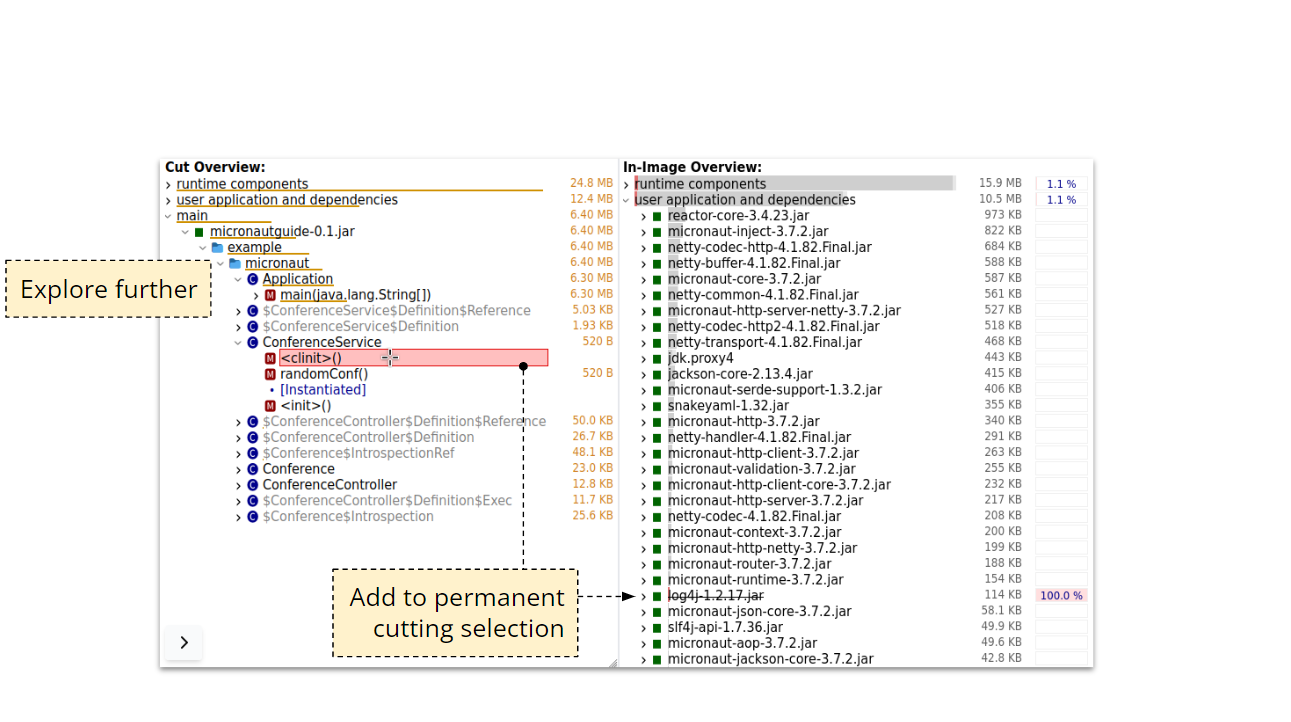 Cut Overview:
runtime components 24.8 MB
user application and dependencies 12.4 MB
main 6.40 MB
micronautguide-0.1.jar 6.40 MB
example 6.40 MB
micronaut 6.40 MB
Application 6.30 MB
main(java.lang.String[]) 6.30 MB
$ConferenceService$Definition$Reference 5.03 KB
$ConferenceService$Definition 1.93 KB
ConferenceService 520 B
<clinit>()
randomConf() 520 B
[Instantiated]
<init>()
$ConferenceController$Definition$Reference 50.0 KB
$ConferenceController$Definition 26.7 KB
$Conference$IntrospectionRef 48.1 KB
Conference 23.0 KB
ConferenceController 12.8 KB
$ConferenceController$Definition$Exec 11.7 KB
$Conference$Introspection 25.6 KB
Explore further
Add to permanent
cutting selection
In-Image Overview:
runtime components 15.9 MB 1.1 %
user application and dependencies 10.5 MB 1.1 %
reactor-core-3.4.23.jar 973 KB
micronaut-inject-3.7.2.jar 822 KB
netty-codec-http-4.1.82.Final.jar 684 KB
netty-buffer-4.1.82.Final.jar 588 KB
micronaut-core-3.7.2.jar 587 KB
netty-common-4.1.82.Final.jar 561 KB
micronaut-http-server-netty-3.7.2.jar 527 KB
netty-codec-http2-4.1.82.Final.jar 518 KB
netty-transport-4.1.82.Final.jar 468 KB
jdk.proxy4 443 KB
jackson-core-2.13.4.jar 415 KB
micronaut-serde-support-1.3.2.jar 406 KB
snakeyaml-1.32.jar 355 KB
micronaut-http-3.7.2.jar 340 KB
netty-handler-4.1.82.Final.jar 291 KB
micronaut-http-client-3.7.2.jar 263 KB
micronaut-validation-3.7.2.jar 255 KB
micronaut-http-client-core-3.7.2.jar 232 KB
micronaut-http-server-3.7.2.jar 217 KB
netty-codec-4.1.82.Final.jar 208 KB
micronaut-context-3.7.2.jar 200 KB
micronaut-http-netty-3.7.2.jar 199 KB
micronaut-router-3.7.2.jar 188 KB
micronaut-runtime-3.7.2.jar 154 KB
log4j-1.2.17.jar 114 KB 100.0 %
micronaut-json-core-3.7.2.jar 58.1 KB
slf4j-api-1.7.36.jar 49.9 KB
micronaut-aop-3.7.2.jar 49.6 KB
micronaut-jackson-core-3.7.2.jar 42.8 KB